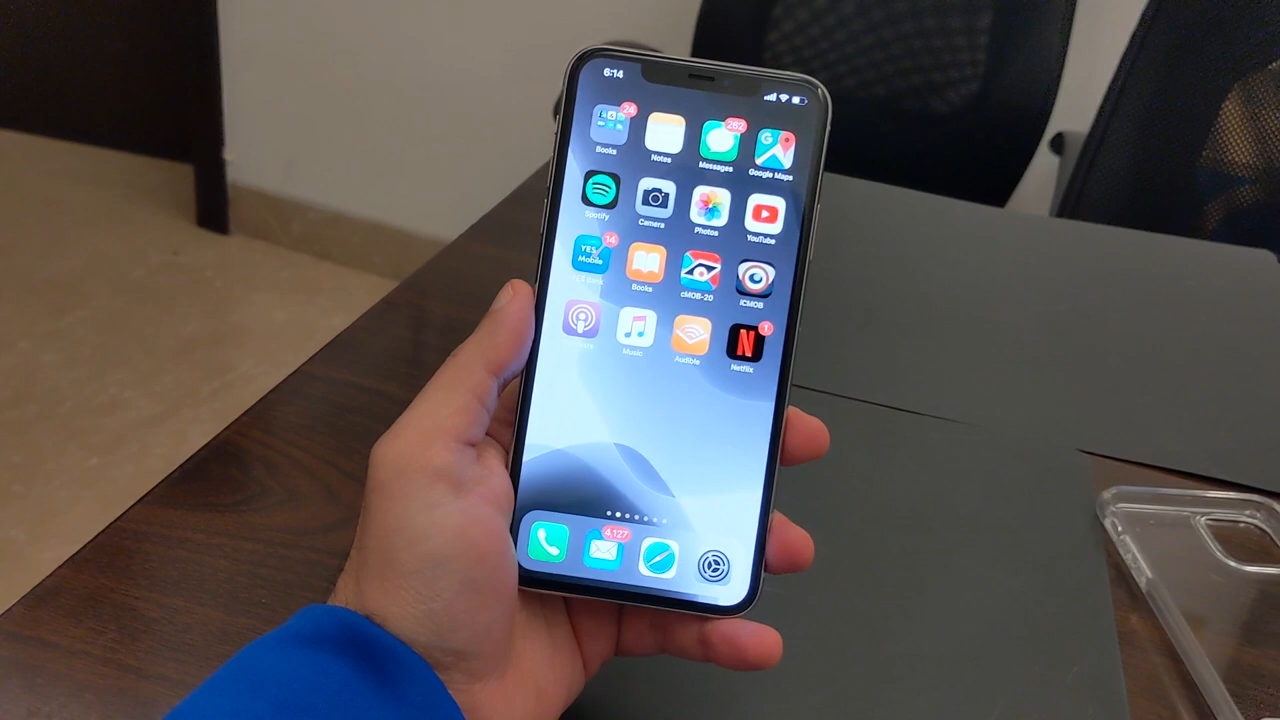 6:14
24
Books
Notes
262
Messages
G
Google Maps
Spotify
Camera
Photos
YouTube
14
YES
Mobile
Books
cMOB-20
iCMOB
Music
Audible
1
N
Netflix
4,127